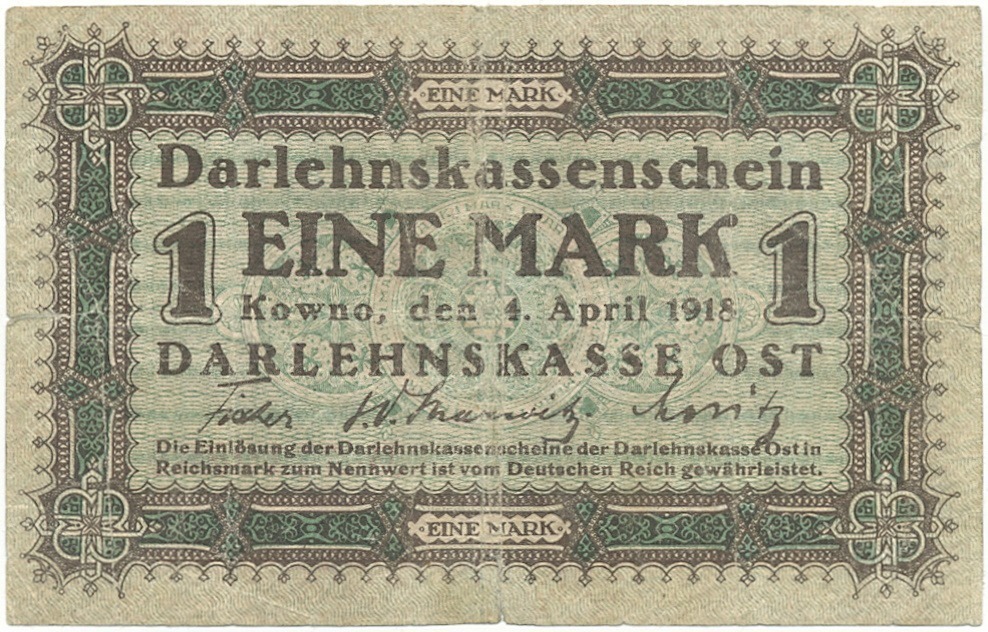 ·EINE MARK·
Darlehnskassenschein
1 EINE MARK 1
Kowno, den 4. April 1918
DARLEHNSKASSE OST
Die Einlösung der Darlehnskassenscheine der Darlehnskasse Ost in
Reichsmark zum Nennwert ist vom Deutschen Reich gewährleistet.
·EINE MARK·